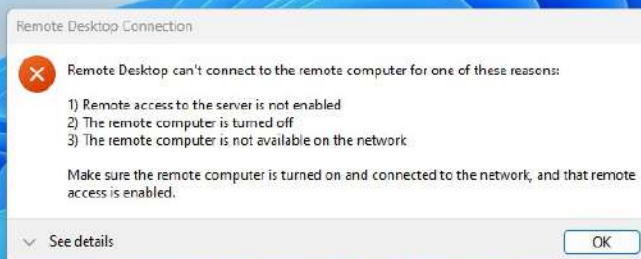 Remote Desktop Connection
Remote Desktop can't connect to the remote computer for one of these reasons:
1) Remote access to the server is not enabled
2) The remote computer is turned off
3) The remote computer is not available on the network
Make sure the remote computer is turned on and connected to the network, and that remote
access is enabled.
See details
OK